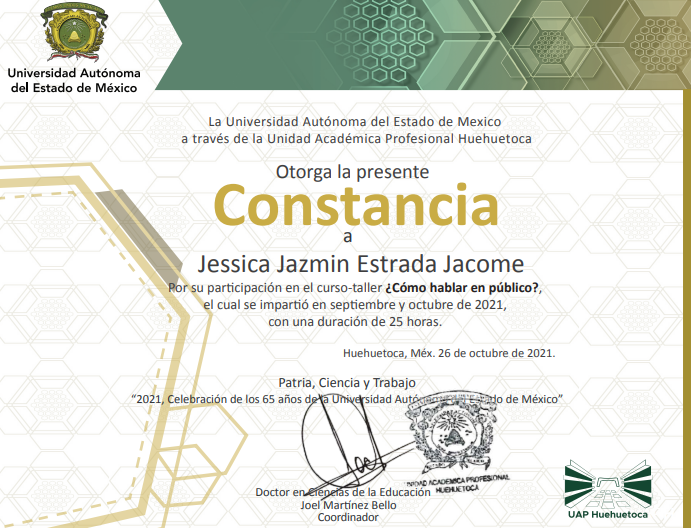 Universidad Autónoma
del Estado de México
La Universidad Autónoma del Estado de Mexico
a través de la Unidad Académica Profesional Huehuetoca
Otorga la presente
Constancia
a
Jessica Jazmin Estrada Jacome
Por su participación en el curso-taller ¿Cómo hablar en público?,
el cual se impartió en septiembre y octubre de 2021,
con una duración de 25 horas.
Huehuetoca, Méx. 26 de octubre de 2021.
Patria, Ciencia y Trabajo
“2021, Celebración de los 65 años de la Universidad Autónoma del Estado de México”
UNIDAD ACADEMICA PROFESIONAL
HUEHUETOCA
Doctor en Ciencias de la Educación
Joel Martínez Bello
Coordinador
UAP Huehuetoca